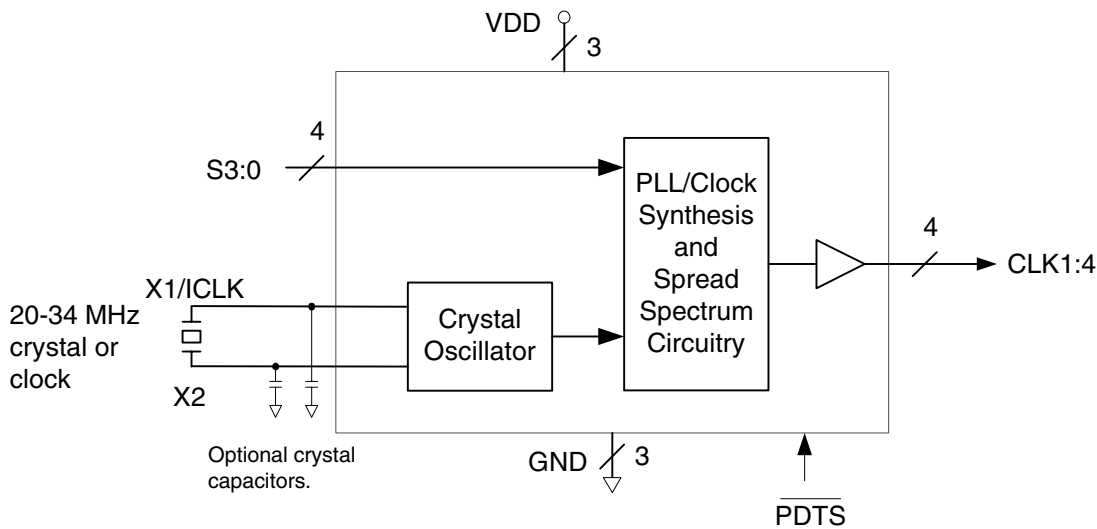 VDD
3
4
S3:0
PLL/Clock
Synthesis
and
Spread
Spectrum
Circuitry
4
CLK1:4
X1/ICLK
20-34 MHz
crystal or
clock
Crystal
Oscillator
X2
Optional crystal
capacitors.
GND
3
PDTS